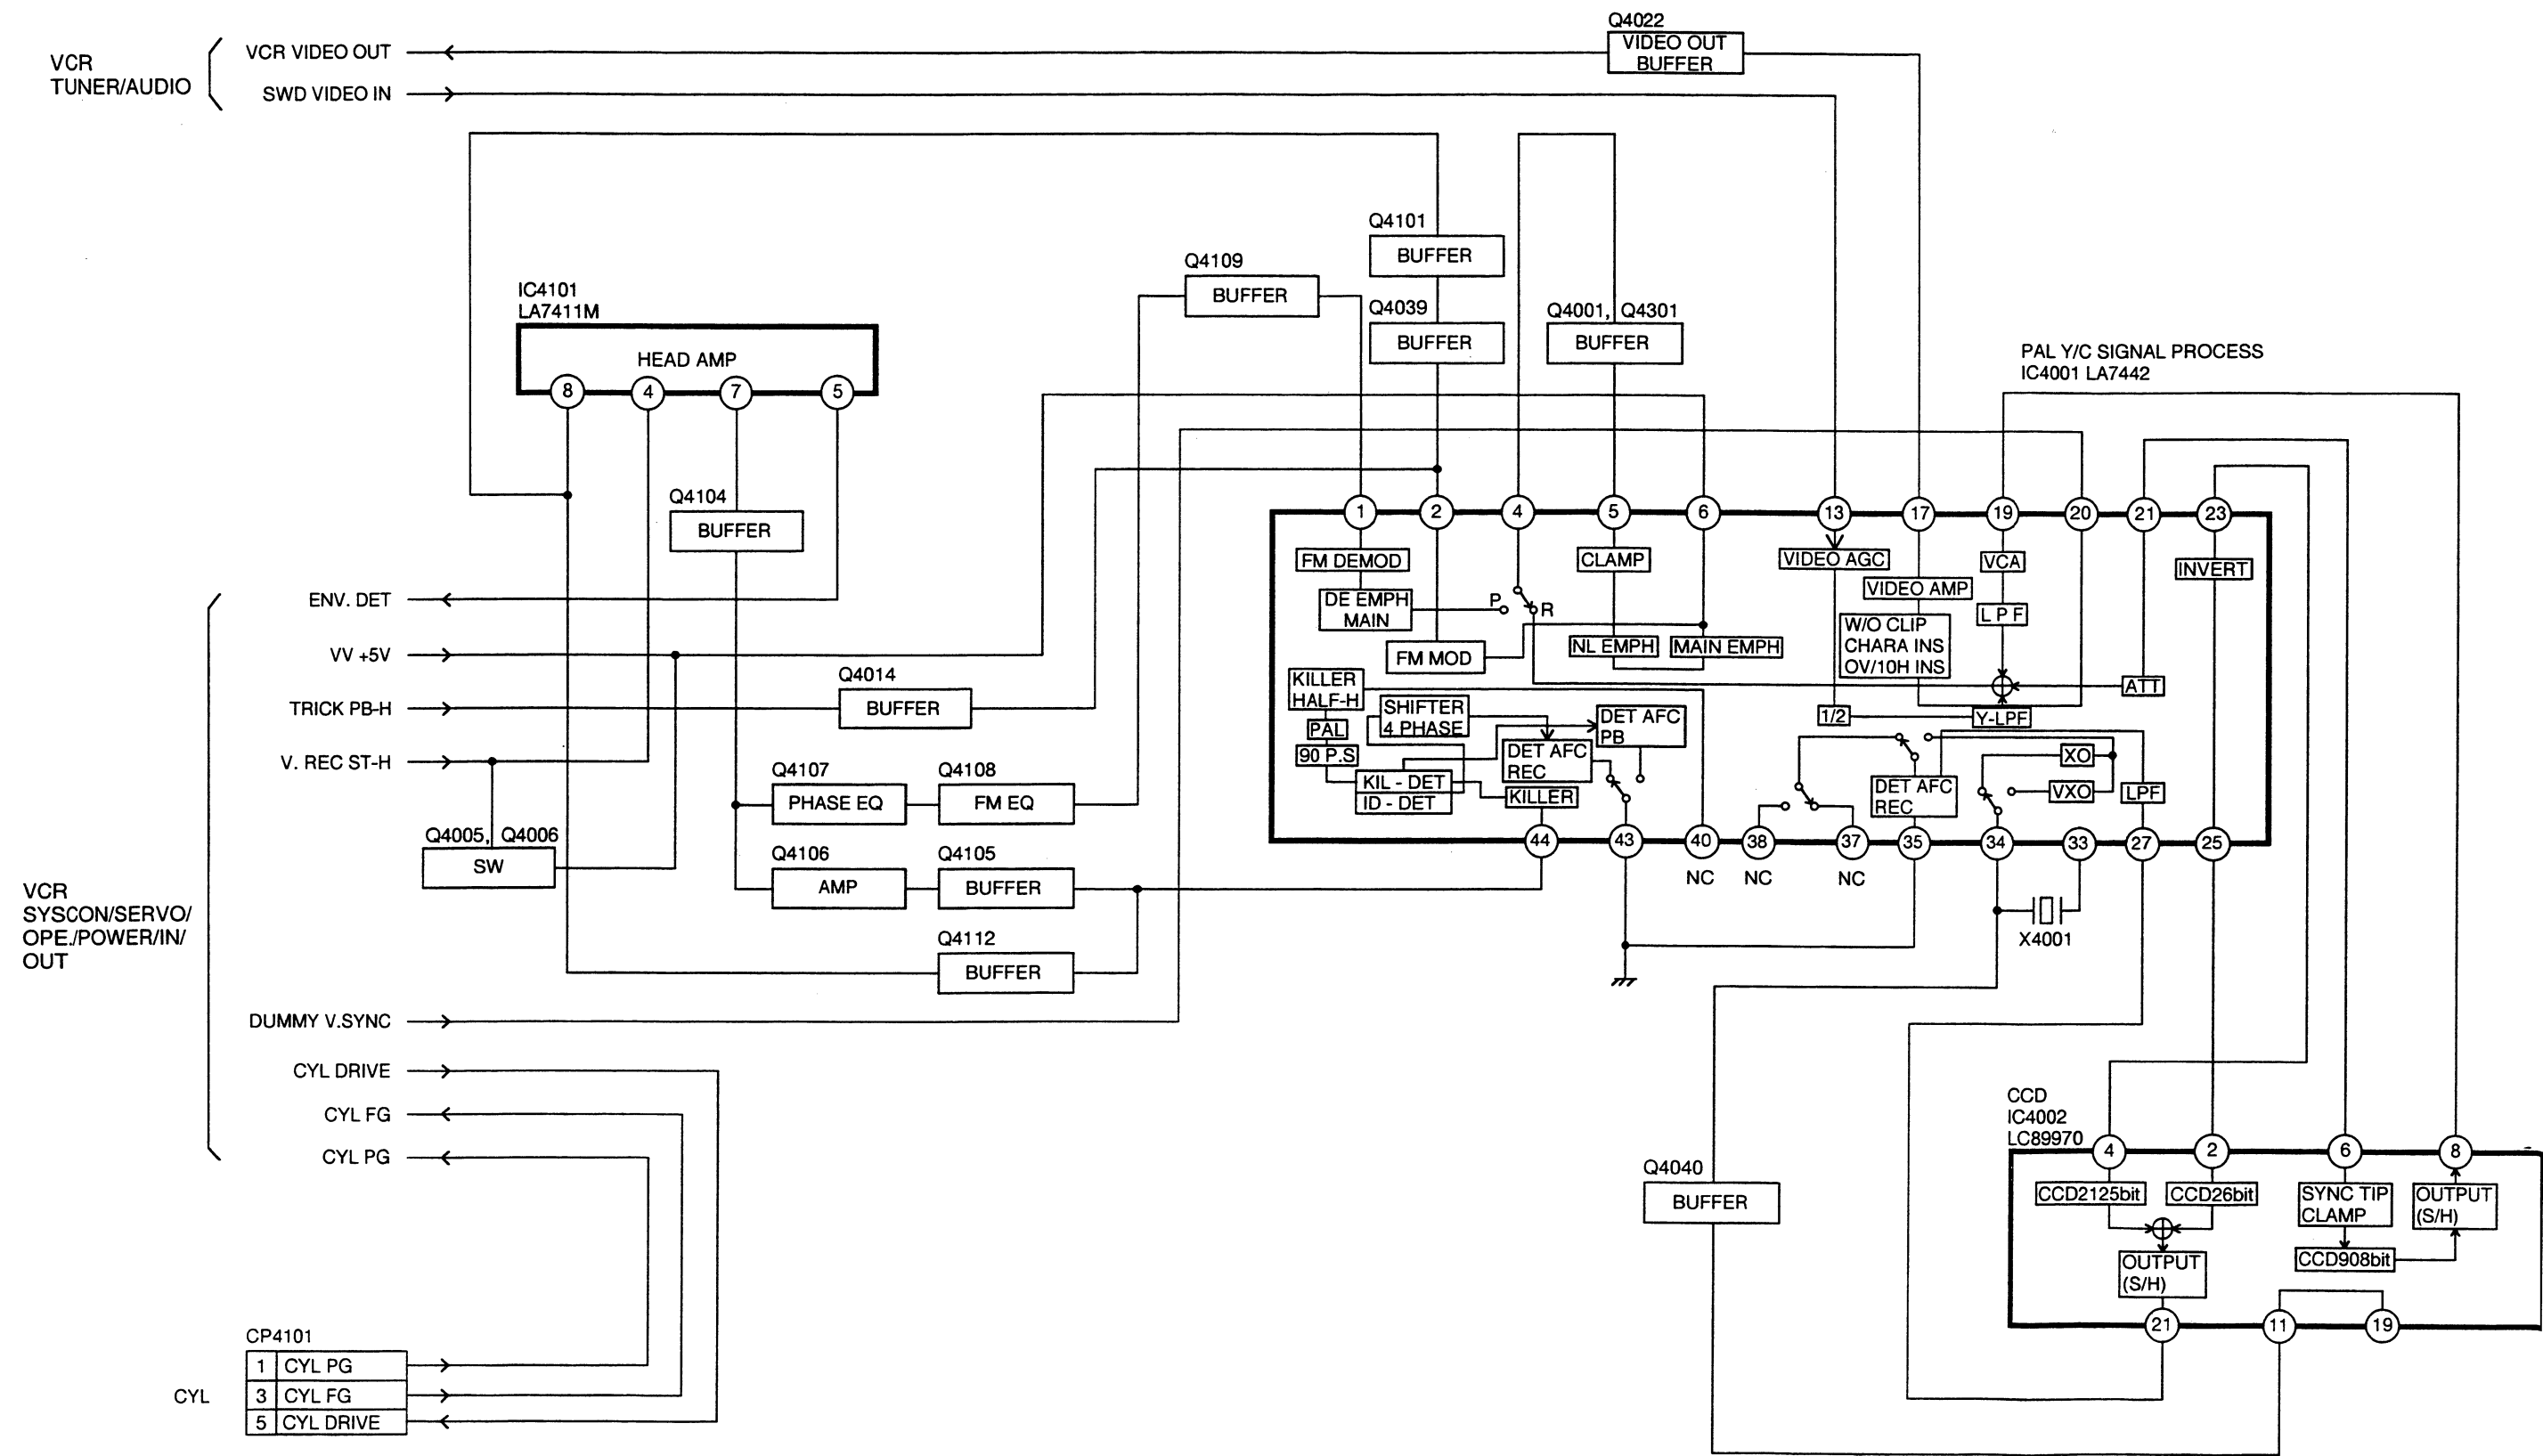 Q4022
VIDEO OUT
BUFFER
VCR
TUNER/AUDIO
VCR VIDEO OUT
SWD VIDEO IN
Q4101
BUFFER
Q4109
BUFFER
Q4039
BUFFER
Q4001, Q4301
BUFFER
IC4101
LA7411M
HEAD AMP
8
4
7
5
PAL Y/C SIGNAL PROCESS
IC4001 LA7442
Q4104
BUFFER
1
2
4
5
6
13
17
19
20
21
23
FM DEMOD
CLAMP
VIDEO AGC
VCA
INVERT
DE EMPH
MAIN
P
R
VIDEO AMP
LPF
W/O CLIP
CHARA INS
OV/10H INS
FM MOD
NL EMPH
MAIN EMPH
ATT
KILLER
HALF-H
SHIFTER
4 PHASE
DET AFC
PB
1/2
Y-LPF
PAL
90 P.S
DET AFC
REC
XO
KIL - DET
ID - DET
KILLER
DET AFC
REC
VXO
LPF
44
43
40
38
37
35
34
33
27
25
NC
NC
NC
X4001
ENV. DET
VV +5V
TRICK PB-H
Q4014
BUFFER
V. REC ST-H
Q4107
PHASE EQ
Q4108
FM EQ
Q4005, Q4006
SW
Q4106
AMP
Q4105
BUFFER
Q4112
BUFFER
VCR
SYSCON/SERVO/
OPE./POWER/IN/
OUT
DUMMY V.SYNC
CYL DRIVE
CYL FG
CYL PG
CCD
IC4002
LC89970
4
2
6
8
Q4040
BUFFER
CCD2125bit
CCD26bit
SYNC TIP
CLAMP
OUTPUT
(S/H)
CCD908bit
OUTPUT
(S/H)
21
11
19
CP4101
CYL
1 CYL PG
3 CYL FG
5 CYL DRIVE